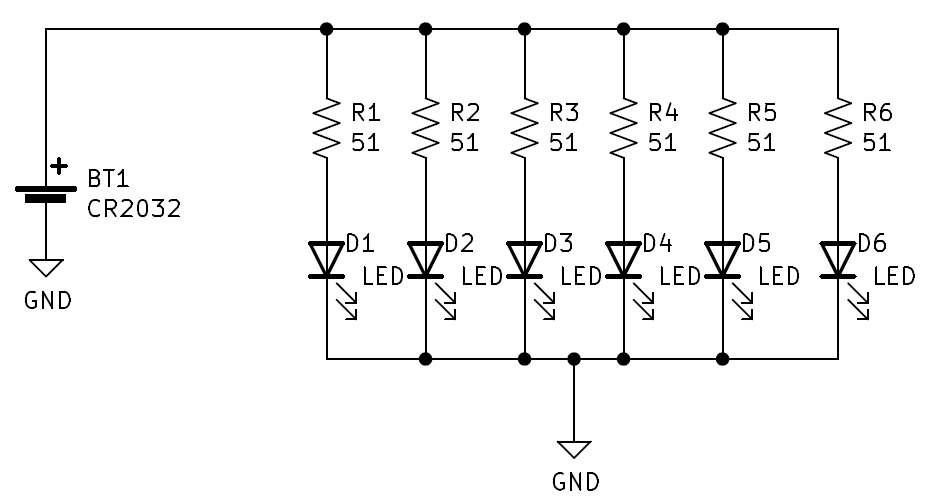 R1
51
R2
51
R3
51
R4
51
R5
51
R6
51
+
BT1
CR2032
GND
D1
LED
D2
LED
D3
LED
D4
LED
D5
LED
D6
LED
GND